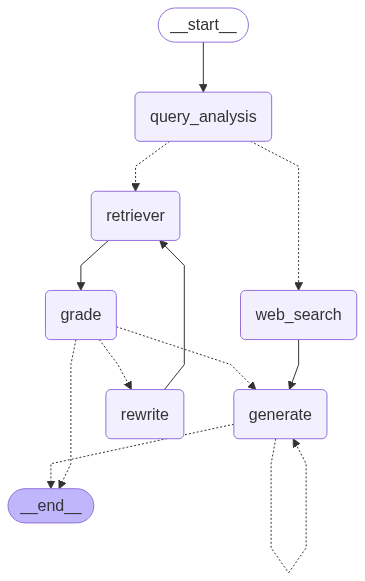 __start__
query_analysis
retriever
grade
web_search
rewrite
generate
__end__